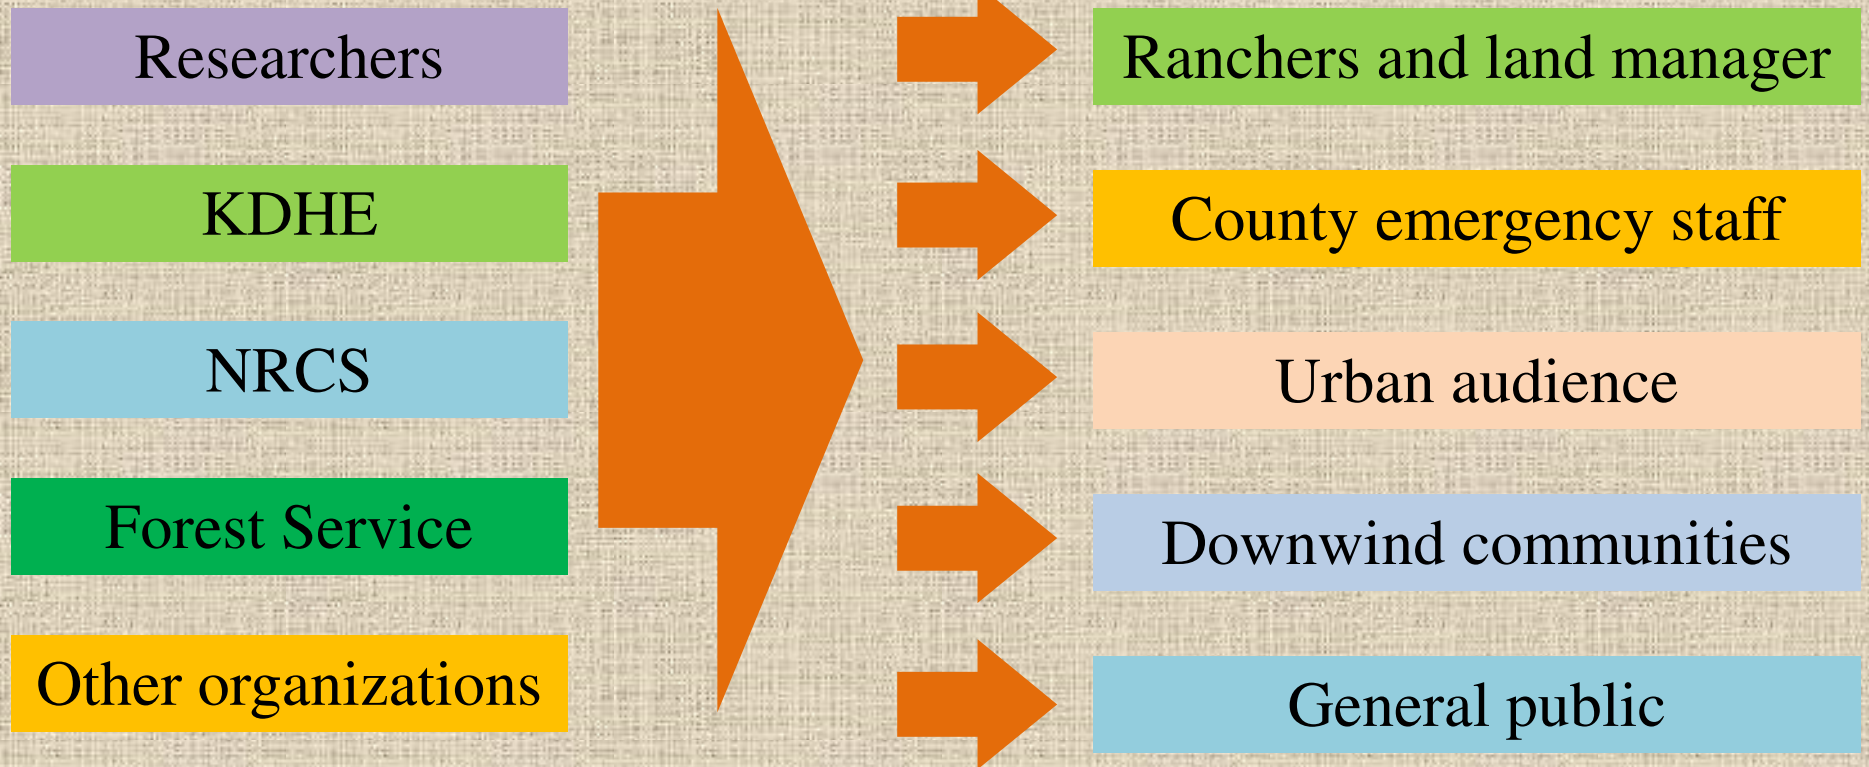 Researchers
KDHE
NRCS
Forest Service
Other organizations
Ranchers and land manager
County emergency staff
Urban audience
Downwind communities
General public